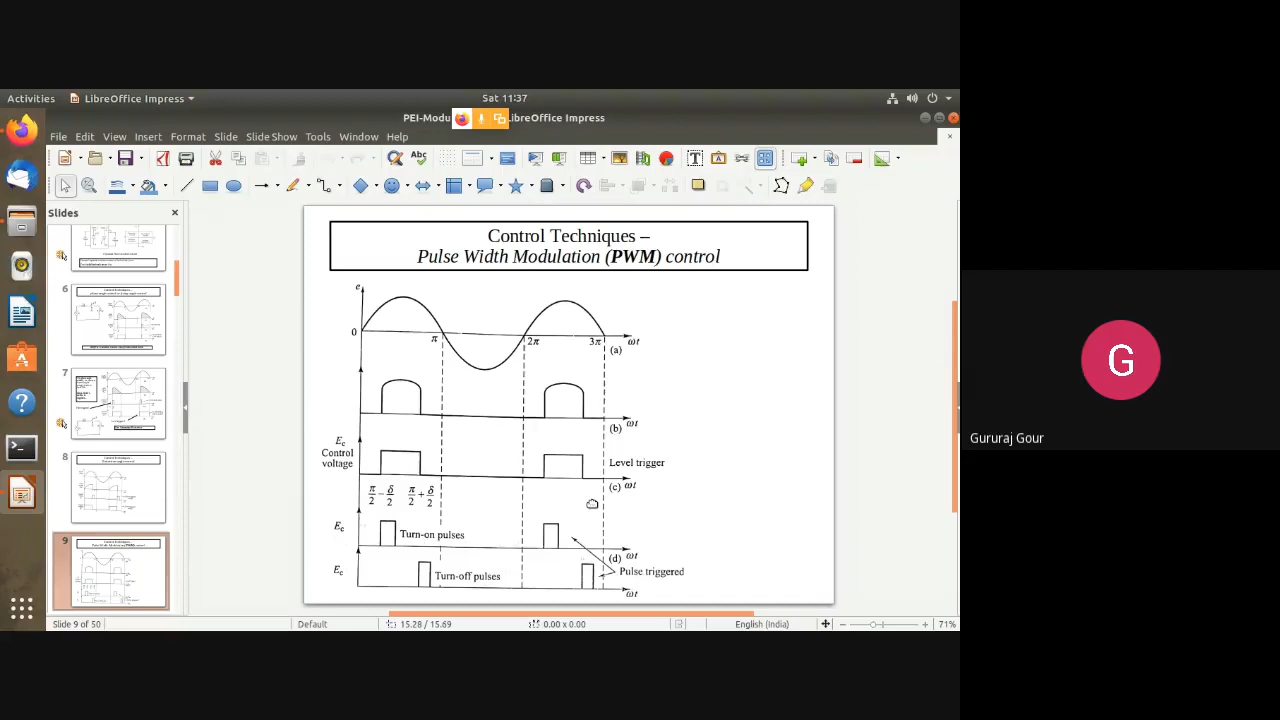 Activities
LibreOffice Impress
Sat 11:37
PEI-Modu
LibreOffice Impress
File Edit View Insert Format Slide Slide Show Tools Window Help
Abc
Slides
6
7
8
9
Control Techniques –
Pulse Width Modulation (PWM) control
e
0
π
2π
3π
ωt
(a)
(b) ωt
Ec
Control
voltage
Level trigger
(c) ωt
π/2 − δ/2 π/2 + δ/2
Ec
Turn-on pulses
(d) ωt
Ec
Turn-off pulses
Pulse triggered
ωt
Slide 9 of 50
Default
15.28 / 15.69
0.00 x 0.00
English (India)
71%
G
Gururaj Gour